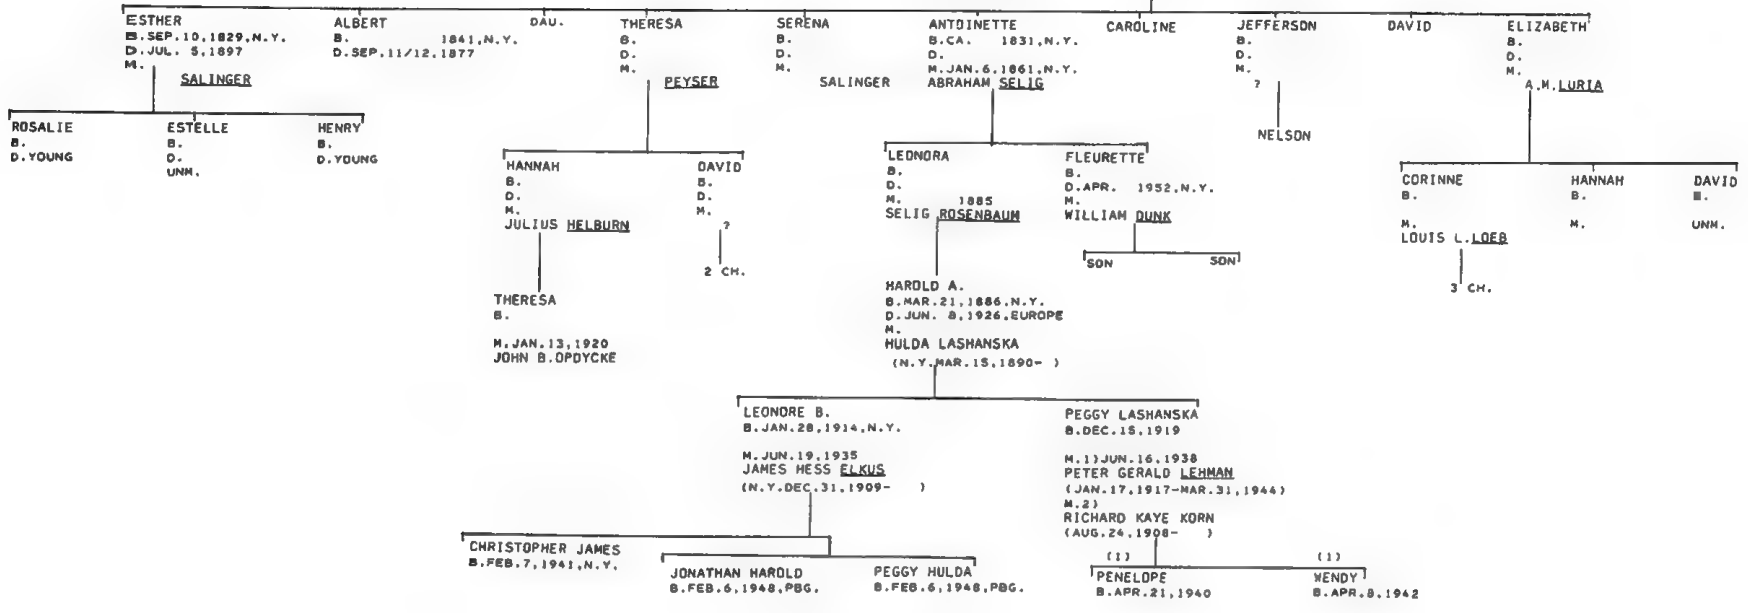 ESTHER
B.SEP.10,1829,N.Y.
D.JUL. 5,1897
M.
SALINGER
ALBERT
B. 1841,N.Y.
D.SEP.11/12,1877
DAU.
THERESA
B.
D.
M.
PEYSER
SERENA
B.
D.
M.
SALINGER
ANTOINETTE
B.CA. 1831,N.Y.
D.
M.JAN.6,1861,N.Y.
ABRAHAM SELIG
CAROLINE
JEFFERSON
B.
D.
M.
?
DAVID
ELIZABETH
B.
D.
M.
A.M.LURIA
ROSALIE
B.
D.YOUNG
ESTELLE
B.
D.
UNM.
HENRY
B.
D.YOUNG
HANNAH
B.
D.
M.
JULIUS HELBURN
DAVID
B.
D.
M.
?
2 CH.
LEONORA
B.
D.
M. 1885
SELIG ROSENBAUM
FLEURETTE
B.
D.APR. 1952,N.Y.
M.
WILLIAM DUNK
NELSON
CORINNE
B.
M.
LOUIS L.LOEB
3 CH.
HANNAH
B.
M.
DAVID
B.
UNM.
SON
SON
THERESA
B.
M.JAN.13,1920
JOHN B.OPDYCKE
HAROLD A.
B.MAR.21,1886,N.Y.
D.JUN. 8,1926,EUROPE
M.
HULDA LASHANSKA
(N.Y.MAR.15,1890- )
LEONORE B.
B.JAN.28,1914,N.Y.
M.JUN.19,1935
JAMES HESS ELKUS
(N.Y.DEC.31,1909- )
PEGGY LASHANSKA
B.DEC.15,1919
M.1)JUN.16,1938
PETER GERALD LEHMAN
(JAN.17,1917-MAR.31,1944)
M.2)
RICHARD KAYE KORN
(AUG.24,1908- )
CHRISTOPHER JAMES
B.FEB.7,1941,N.Y.
JONATHAN HAROLD
B.FEB.6,1948,PBG.
PEGGY HULDA
B.FEB.6,1948,PBG.
(1)
PENELOPE
B.APR.21,1940
(1)
WENDY
B.APR.8,1942